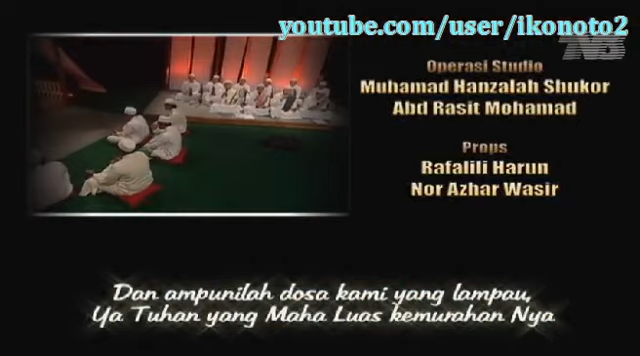 youtube.com/user/ikonoto2
Operasi Studio
Muhamad Hanzalah Shukor
Abd Rasit Mohamad
Props
Rafalili Harun
Nor Azhar Wasir
Dan ampunilah dosa kami yang lampau,
Ya Tuhan yang Maha Luas kemurahan Nya